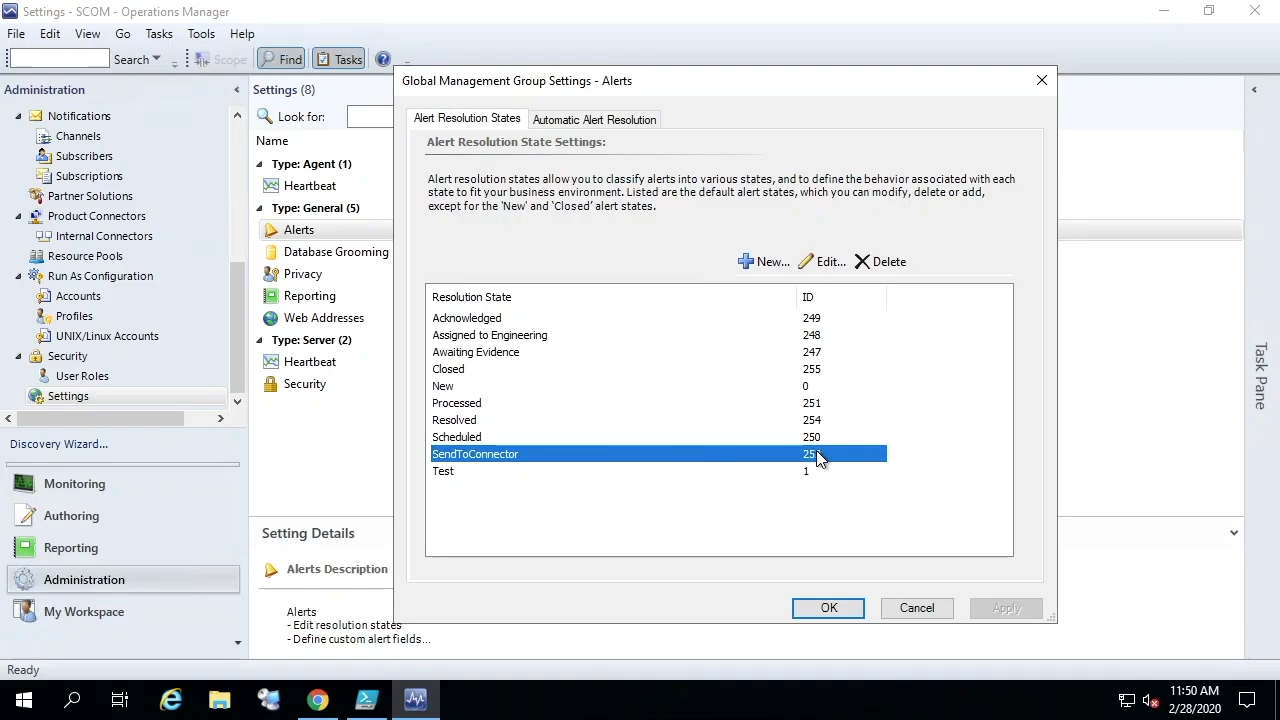 Settings - SCOM - Operations Manager
File Edit View Go Tasks Tools Help
Search Scope Find Tasks
Administration
Notifications
Channels
Subscribers
Subscriptions
Partner Solutions
Product Connectors
Internal Connectors
Resource Pools
Run As Configuration
Accounts
Profiles
UNIX/Linux Accounts
Security
User Roles
Settings
Discovery Wizard...
Monitoring
Authoring
Reporting
Administration
My Workspace
Settings (8)
Look for:
Name
Type: Agent (1)
Heartbeat
Type: General (5)
Alerts
Database Grooming
Privacy
Reporting
Web Addresses
Type: Server (2)
Heartbeat
Security
Setting Details
Alerts Description
Alerts
- Edit resolution states
- Define custom alert fields...
Global Management Group Settings - Alerts
Alert Resolution States Automatic Alert Resolution
Alert Resolution State Settings:
Alert resolution states allow you to classify alerts into various states, and to define the behavior associated with each
state to fit your business environment. Listed are the default alert states, which you can modify, delete or add,
except for the 'New' and 'Closed' alert states.
New... Edit... Delete
Resolution State ID
Acknowledged 249
Assigned to Engineering 248
Awaiting Evidence 247
Closed 255
New 0
Processed 251
Resolved 254
Scheduled 250
SendToConnector
Test 1
OK Cancel Apply
Task Pane
Ready
11:50 AM
2/28/2020